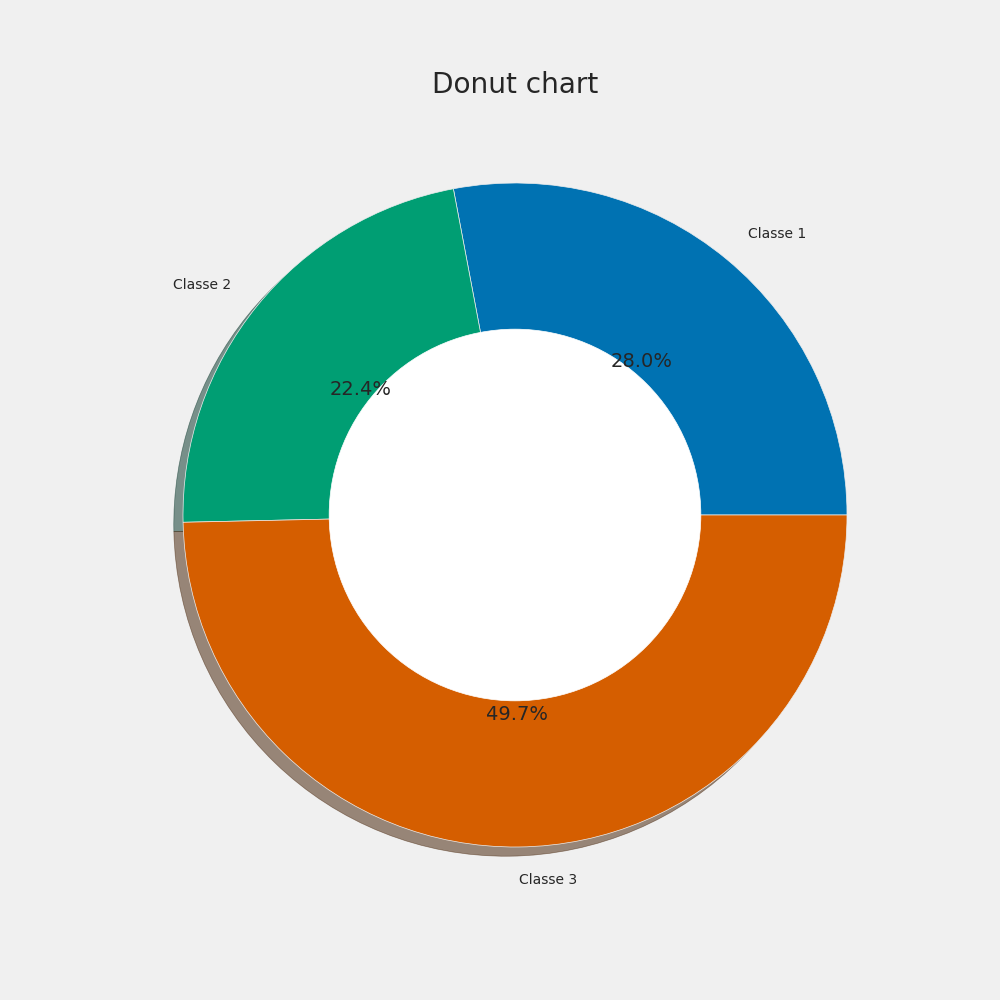 Donut chart
Classe 1
Classe 2
28.0%
22.4%
49.7%
Classe 3